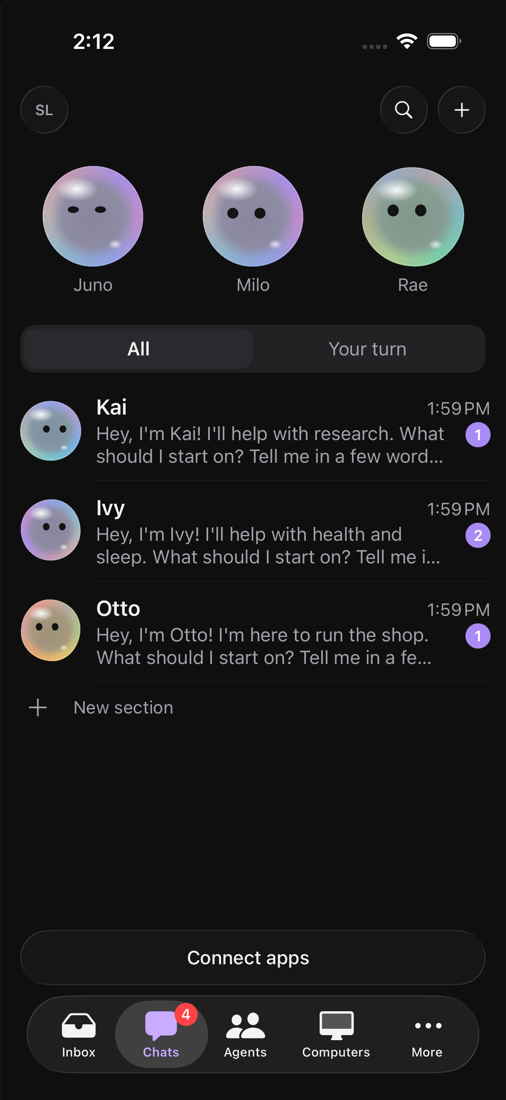 2:12
SL
Juno
Milo
Rae
All
Your turn
Kai
1:59 PM
Hey, I'm Kai! I'll help with research. What
should I start on? Tell me in a few word...
1
Ivy
1:59 PM
Hey, I'm Ivy! I'll help with health and
sleep. What should I start on? Tell me i...
2
Otto
1:59 PM
Hey, I'm Otto! I'm here to run the shop.
What should I start on? Tell me in a fe...
1
New section
Connect apps
4
Inbox
Chats
Agents
Computers
More